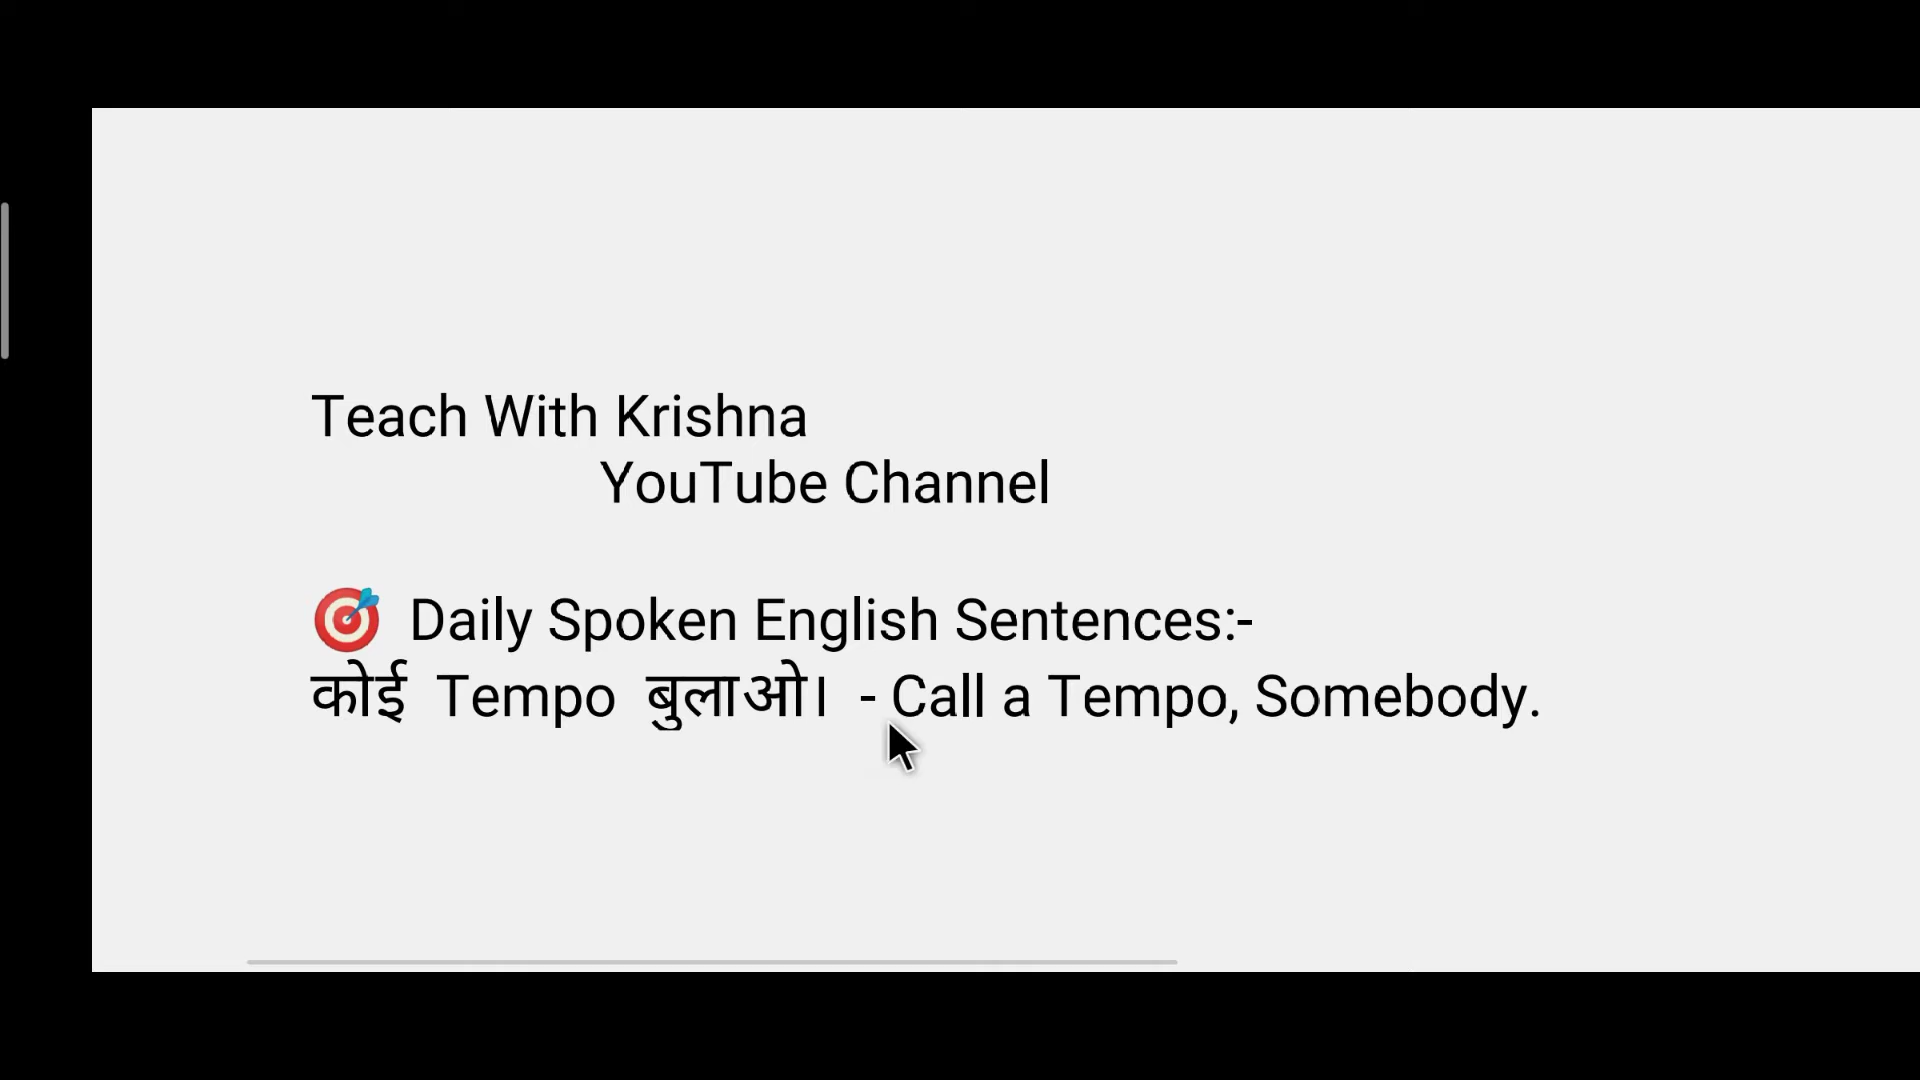 Teach With Krishna
YouTube Channel
🎯 Daily Spoken English Sentences:-
कोई Tempo बुलाओ। - Call a Tempo, Somebody.